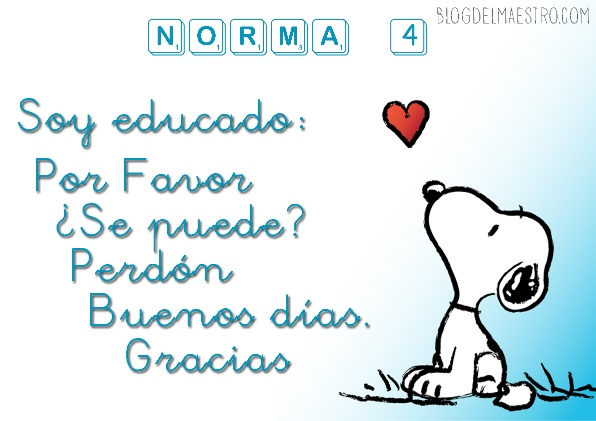 BLOGDELMAESTRO.COM
NORMA 4
Soy educado:
Por Favor
¿Se puede?
Perdón
Buenos días.
Gracias